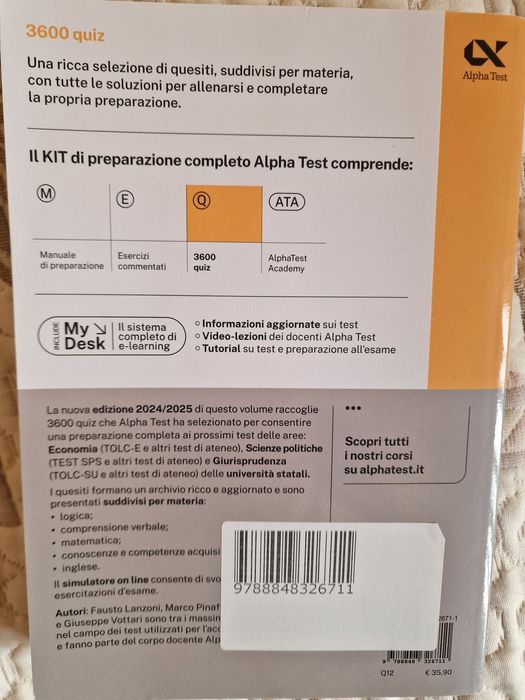 3600 quiz
Alpha Test
Una ricca selezione di quesiti, suddivisi per materia,
con tutte le soluzioni per allenarsi e completare
la propria preparazione.
Il KIT di preparazione completo Alpha Test comprende:
M
E
Q
ATA
Manuale
di preparazione
Esercizi
commentati
3600
quiz
AlphaTest
Academy
INCLUDE
My
Desk
Il sistema
completo di
e-learning
Informazioni aggiornate sui test
Video-lezioni dei docenti Alpha Test
Tutorial su test e preparazione all'esame
La nuova edizione 2024/2025 di questo volume raccoglie
3600 quiz che Alpha Test ha selezionato per consentire
una preparazione completa ai prossimi test delle aree:
Economia (TOLC-E e altri test di ateneo), Scienze politiche
(TEST SPS e altri test di ateneo) e Giurisprudenza
(TOLC-SU e altri test di ateneo) delle università statali.
I quesiti formano un archivio ricco e aggiornato e sono
presentati suddivisi per materia:
• logica;
• comprensione verbale;
• matematica;
• conoscenze e competenze acquisi
• inglese.
Il simulatore on line consente di svo
esercitazioni d'esame.
Autori: Fausto Lanzoni, Marco Pinaf
e Giuseppe Vottari sono tra i massim
nel campo dei test utilizzati per l'acc
e fanno parte del corpo docente Alp
•••
Scopri tutti
i nostri corsi
su alphatest.it
9788848326711
2671-1
9 788848 326711
Q12
€ 35,90